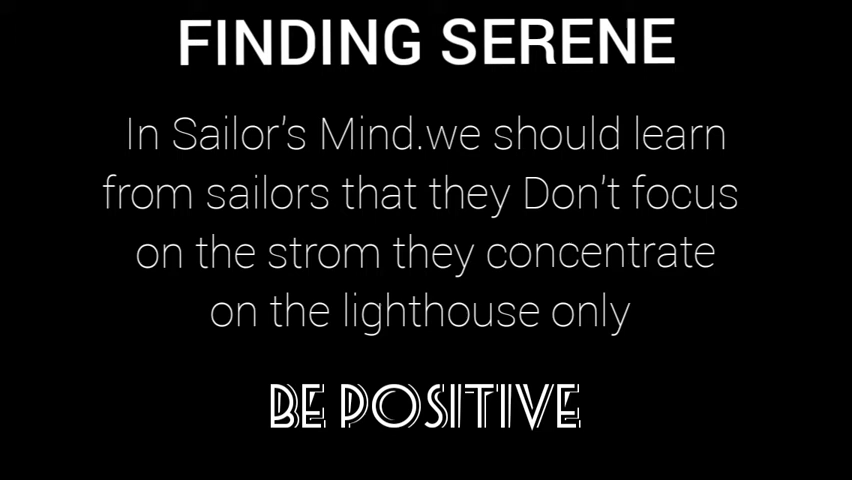 FINDING SERENE
In Sailor's Mind.we should learn
from sailors that they Don't focus
on the strom they concentrate
on the lighthouse only
BE POSITIVE